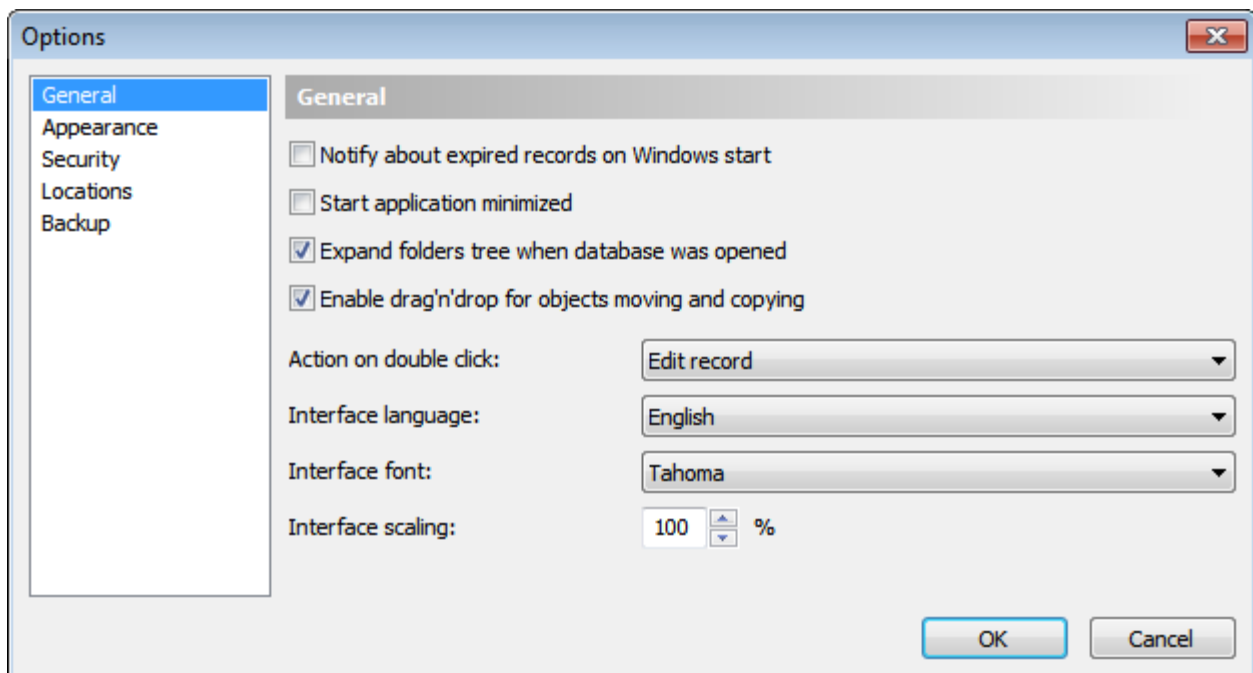 Options
General
Appearance
Security
Locations
Backup
General
Notify about expired records on Windows start
Start application minimized
Expand folders tree when database was opened
Enable drag'n'drop for objects moving and copying
Action on double click: Edit record
Interface language: English
Interface font: Tahoma
Interface scaling: 100 %
OK Cancel